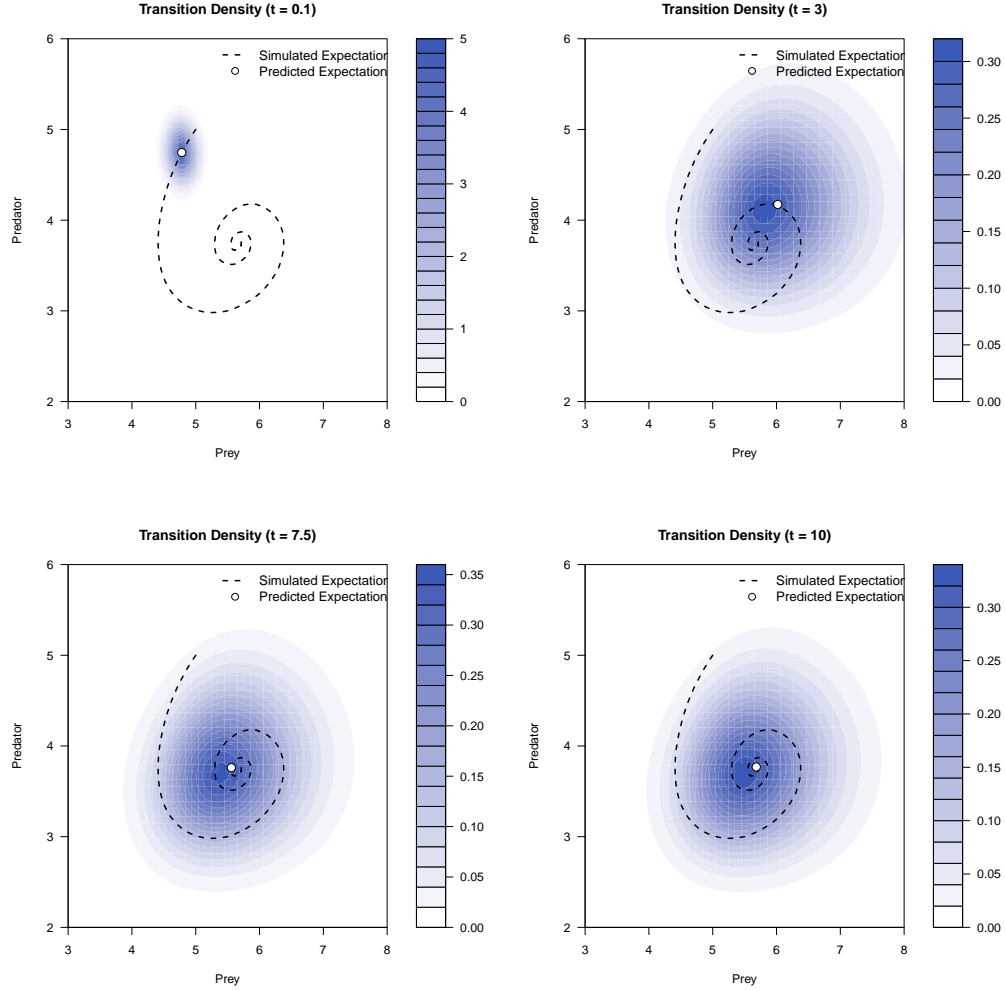 Transition Density (t = 0.1)
Simulated Expectation
Predicted Expectation
Predator
6
5
4
3
2
3 4 5 6 7 8
Prey
5
4
3
2
1
0
Transition Density (t = 3)
Simulated Expectation
Predicted Expectation
Predator
6
5
4
3
2
3 4 5 6 7 8
Prey
0.30
0.25
0.20
0.15
0.10
0.05
0.00
Transition Density (t = 7.5)
Simulated Expectation
Predicted Expectation
Predator
6
5
4
3
2
3 4 5 6 7 8
Prey
0.35
0.30
0.25
0.20
0.15
0.10
0.05
0.00
Transition Density (t = 10)
Simulated Expectation
Predicted Expectation
Predator
6
5
4
3
2
3 4 5 6 7 8
Prey
0.30
0.25
0.20
0.15
0.10
0.05
0.00